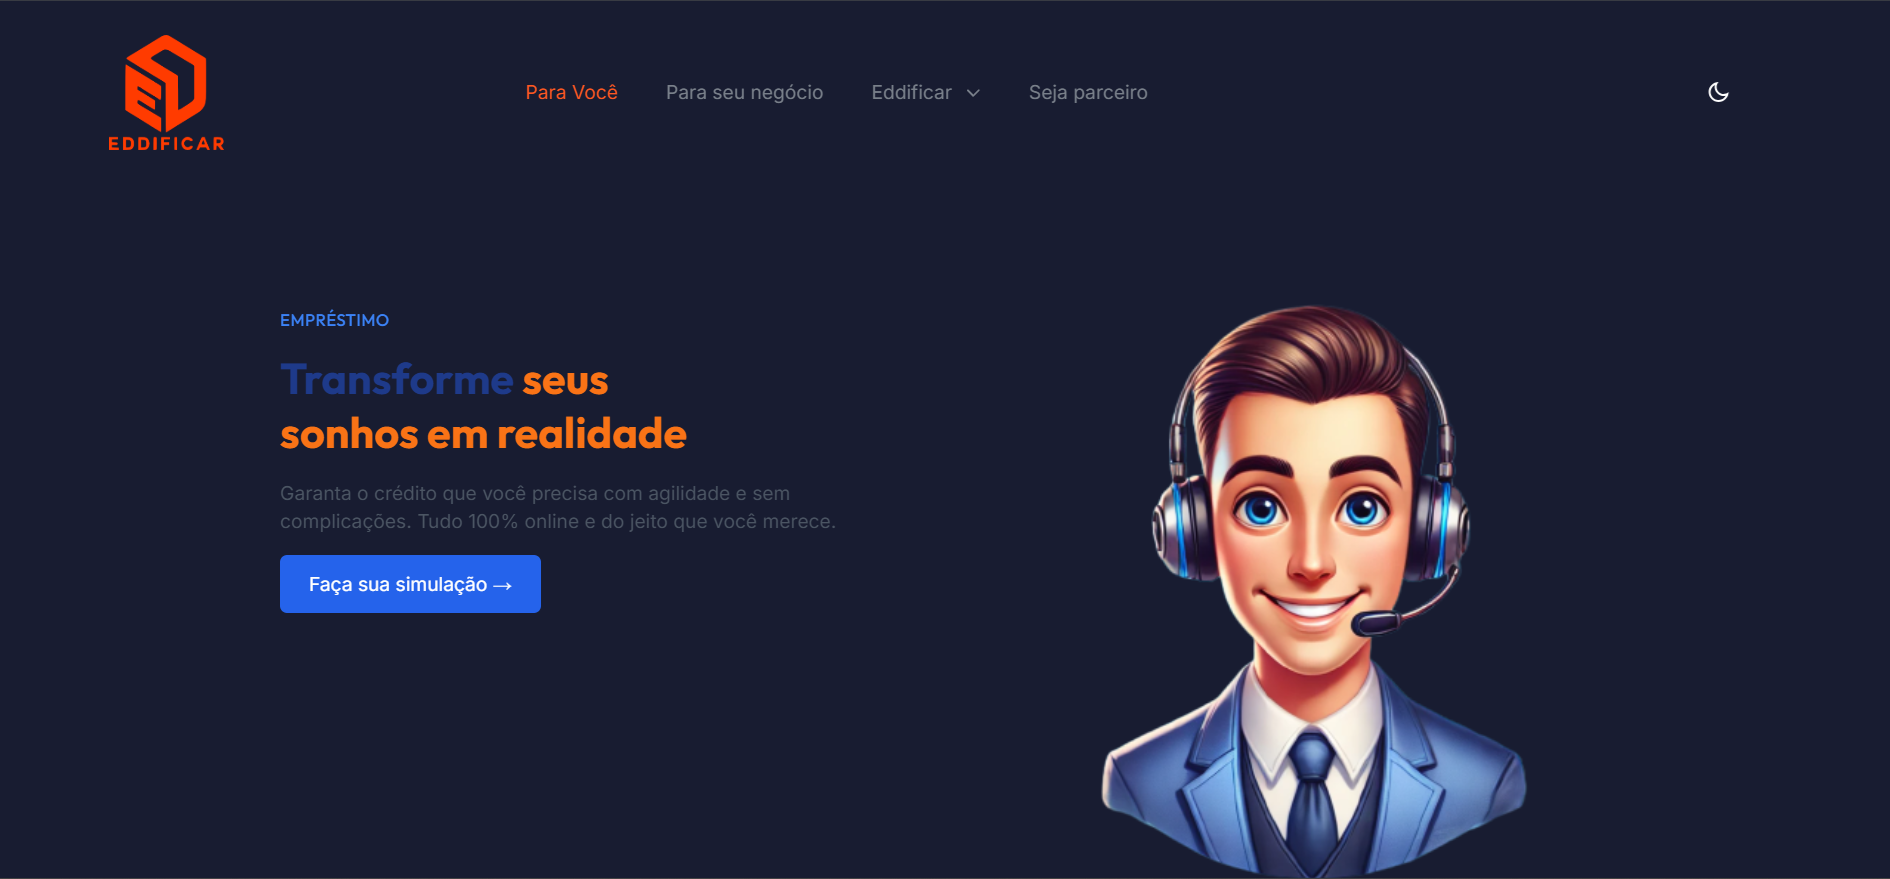 EDDIFICAR
Para Você
Para seu negócio
Eddificar
Seja parceiro
EMPRÉSTIMO
Transforme seus
sonhos em realidade
Garanta o crédito que você precisa com agilidade e sem
complicações. Tudo 100% online e do jeito que você merece.
Faça sua simulação →